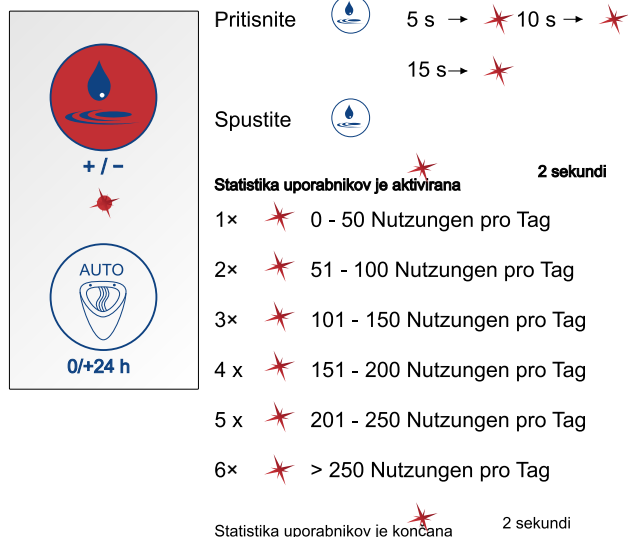 + / −
AUTO
0/+24 h
Pritisnite 5 s → 10 s →
15 s →
Spustite
Statistika uporabnikov je aktivirana 2 sekundi
1× 0 - 50 Nutzungen pro Tag
2× 51 - 100 Nutzungen pro Tag
3× 101 - 150 Nutzungen pro Tag
4 x 151 - 200 Nutzungen pro Tag
5 x 201 - 250 Nutzungen pro Tag
6× > 250 Nutzungen pro Tag
Statistika uporabnikov je končana 2 sekundi